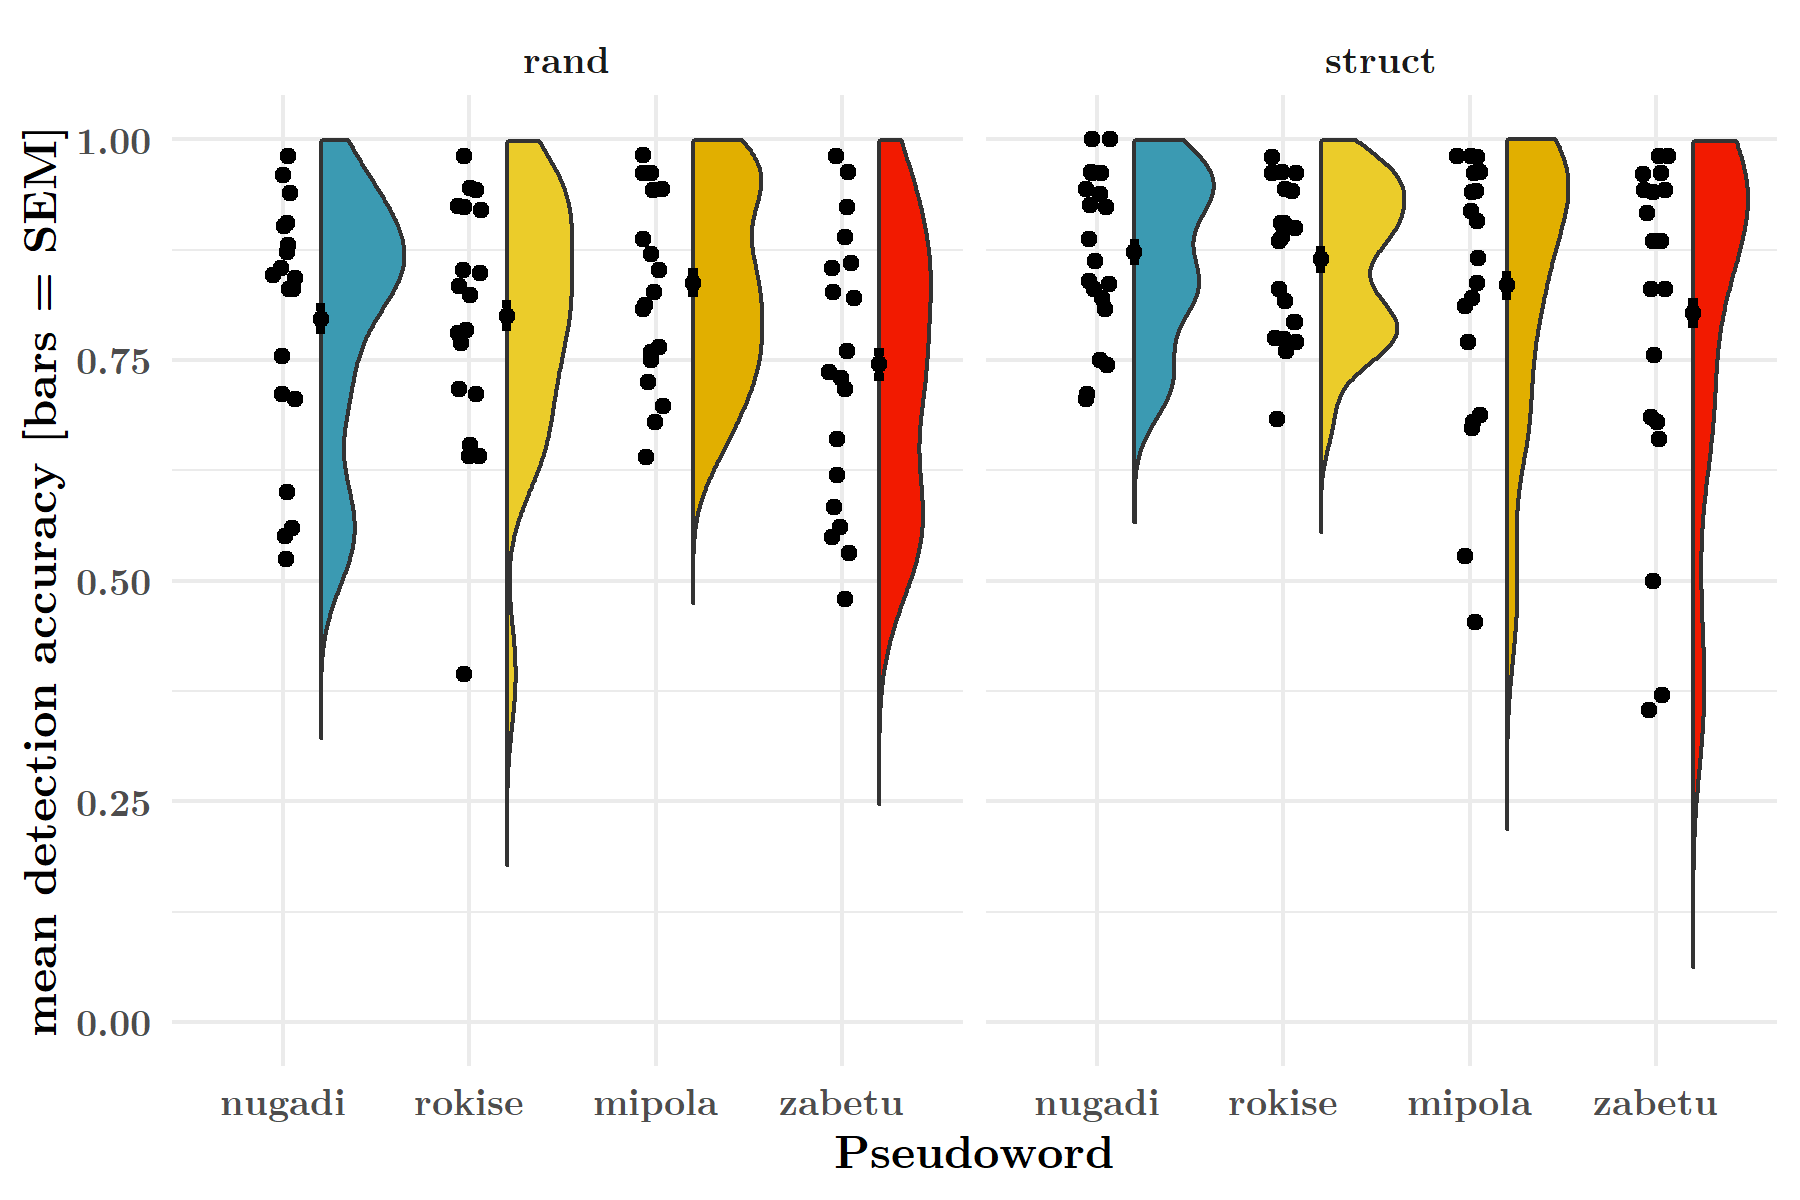 rand
struct
mean detection accuracy [bars = SEM]
1.00
0.75
0.50
0.25
0.00
nugadi rokise mipola zabetu
nugadi rokise mipola zabetu
Pseudoword